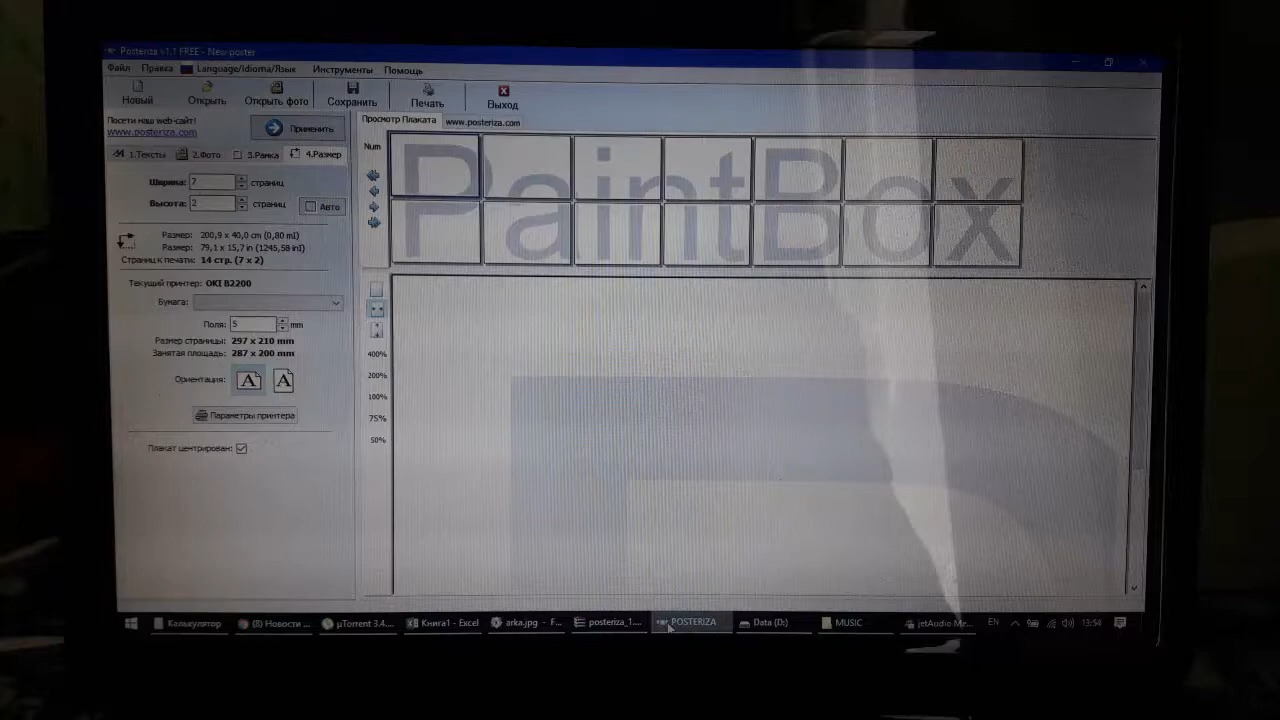 Posteriza v1.1 FREE - New poster
Файл Правка Language/Idioma/Язык Инструменты Помощь
Новый Открыть Открыть фото Сохранить Печать Выход
Посети наш web-сайт!
www.posteriza.com
Применить
Просмотр Плаката www.posteriza.com
1.Тексты 2.Фото 3.Рамка 4.Размер
Num
PaintBox
Ширина: 7 страниц
Высота: 2 страниц Авто
Размер: 200,9 x 40,0 cm (0,80 ml)
Размер: 79,1 x 15,7 in (1245,58 inl)
Страниц к печати: 14 стр. (7 x 2)
Текущий принтер: OKI B2200
Бумага:
Поля: 5 mm
Размер страницы: 297 x 210 mm
Занятая площадь: 287 x 200 mm
Ориентация: A A
Параметры принтера
Плакат центрирован:
400%
200%
100%
75%
50%
Калькулятор (8) Новости ... µTorrent 3.4.... Книга1 - Excel arka.jpg - F... posteriza_1.... POSTERIZA Data (D:) MUSIC jetAudio Me... EN 13:54